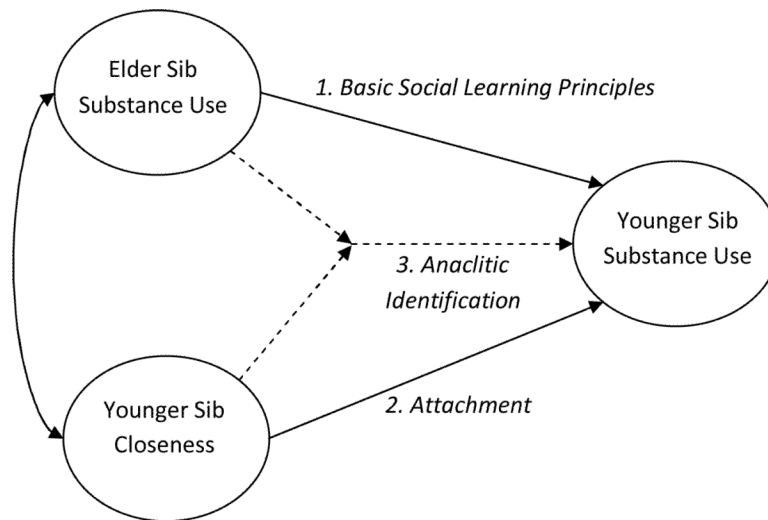 Elder Sib
Substance Use
1. Basic Social Learning Principles
Younger Sib
Substance Use
3. Anaclitic
Identification
Younger Sib
Closeness
2. Attachment